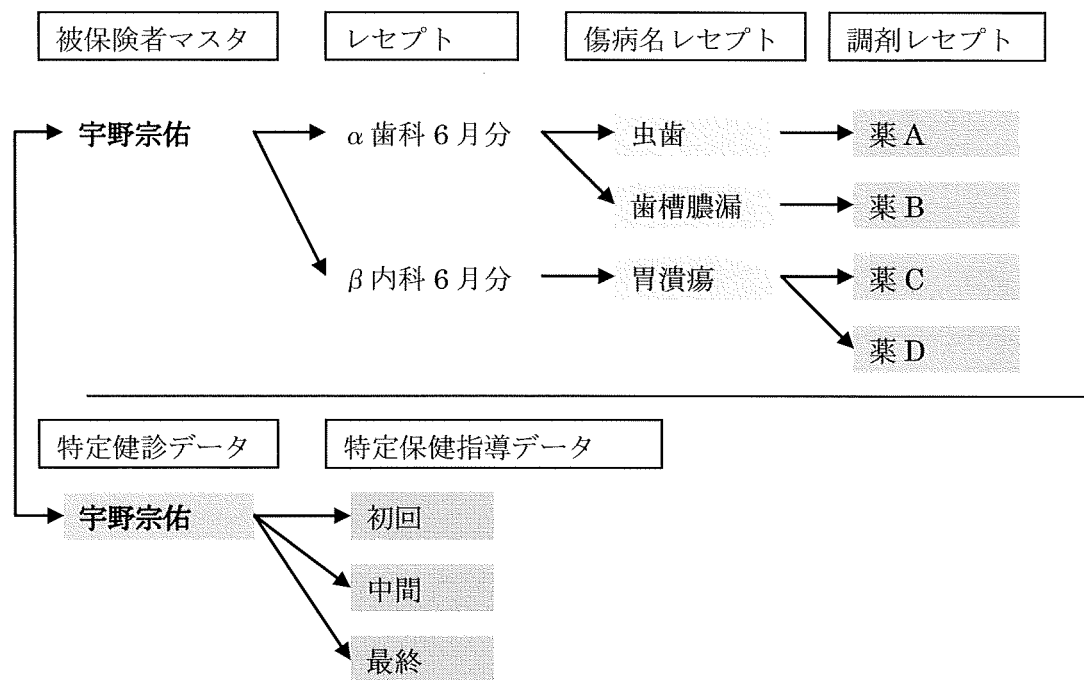 被保険者マスタ
レセプト
傷病名レセプト
調剤レセプト
宇野宗佑
α歯科6月分
虫歯
薬A
歯槽膿漏
薬B
β内科6月分
胃潰瘍
薬C
薬D
特定健診データ
特定保健指導データ
宇野宗佑
初回
中間
最終